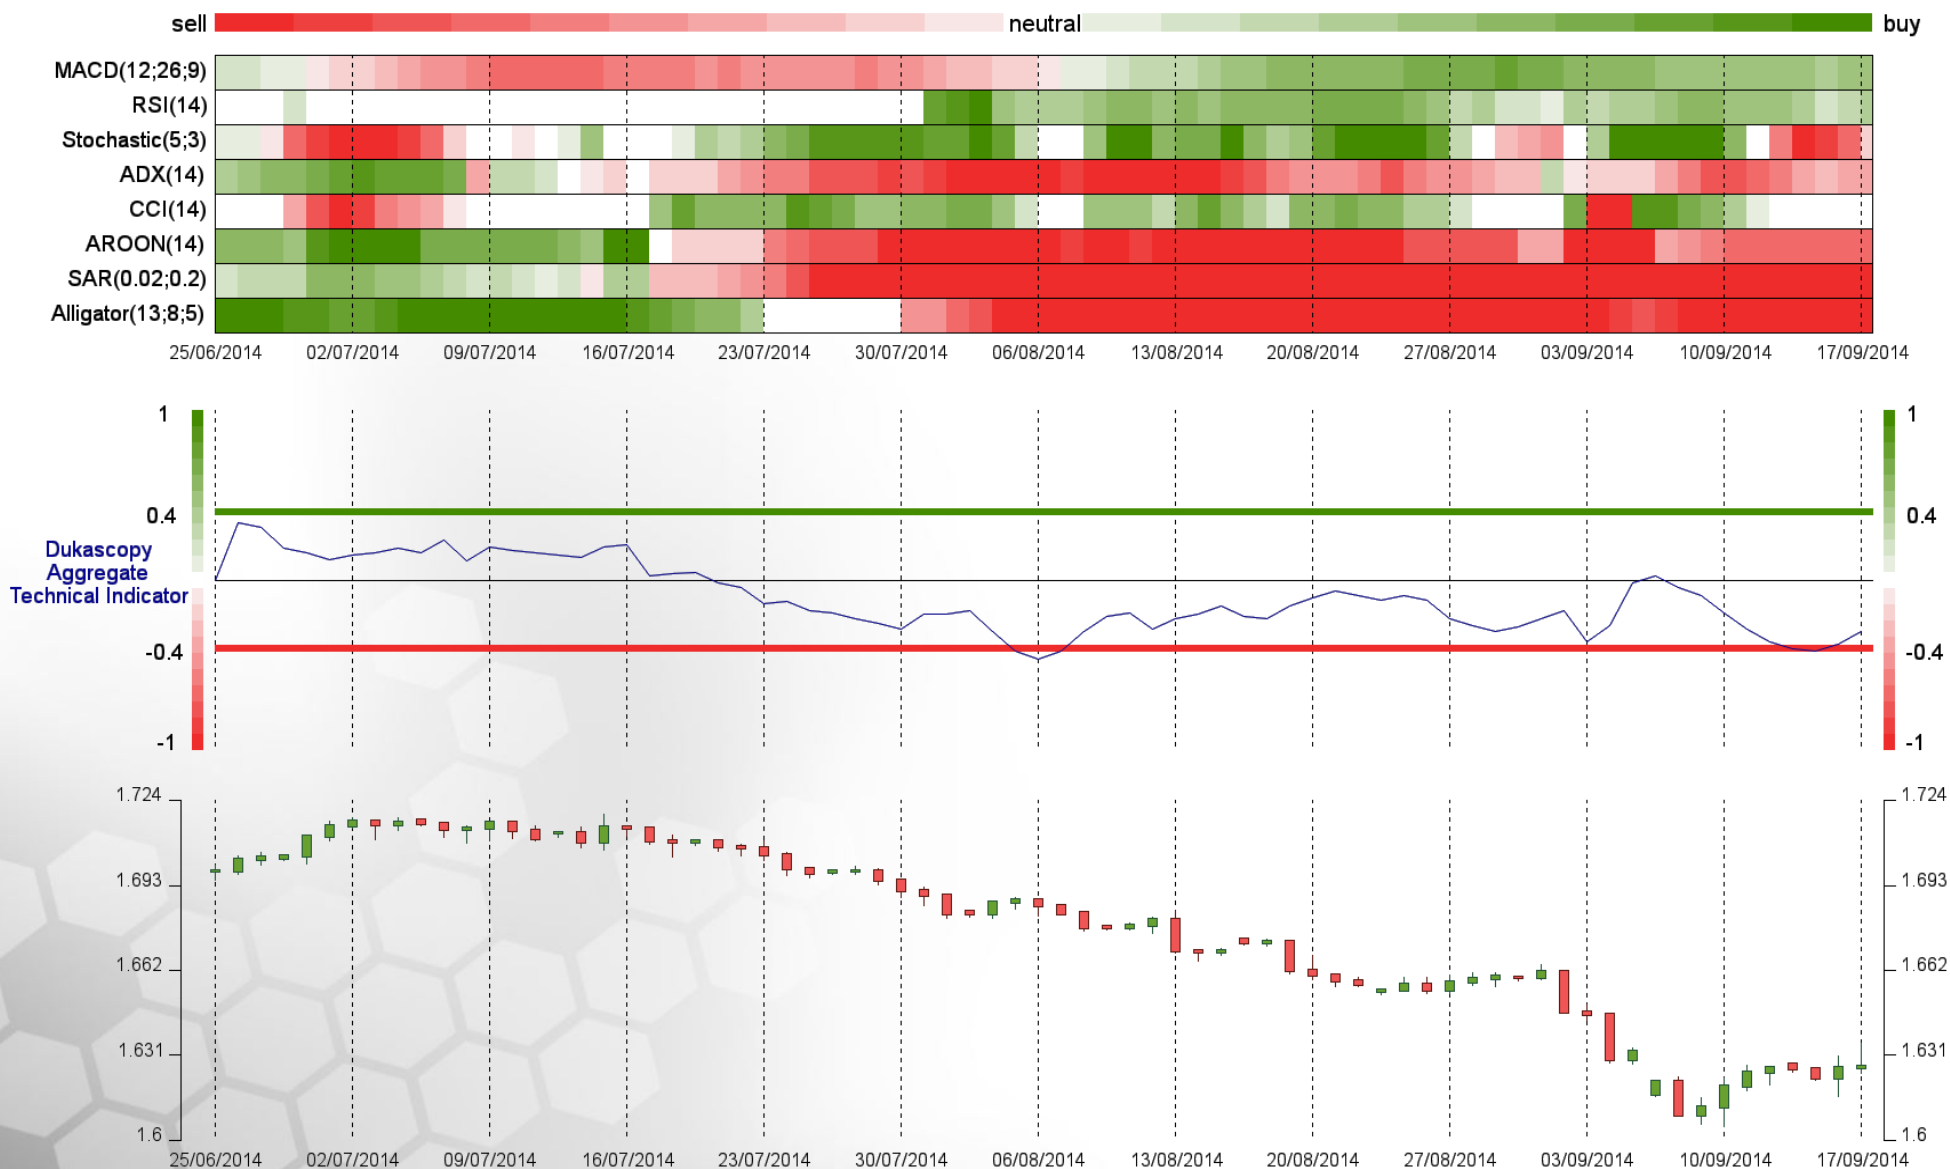 sell neutral buy
MACD(12;26;9)
RSI(14)
Stochastic(5;3)
ADX(14)
CCI(14)
AROON(14)
SAR(0.02;0.2)
Alligator(13;8;5)
25/06/2014 02/07/2014 09/07/2014 16/07/2014 23/07/2014 30/07/2014 06/08/2014 13/08/2014 20/08/2014 27/08/2014 03/09/2014 10/09/2014 17/09/2014
1 1
0.4 0.4
Dukascopy
Aggregate
Technical Indicator
-0.4 -0.4
-1 -1
1.724 1.724
1.693 1.693
1.662 1.662
1.631 1.631
1.6 1.6
25/06/2014 02/07/2014 09/07/2014 16/07/2014 23/07/2014 30/07/2014 06/08/2014 13/08/2014 20/08/2014 27/08/2014 03/09/2014 10/09/2014 17/09/2014